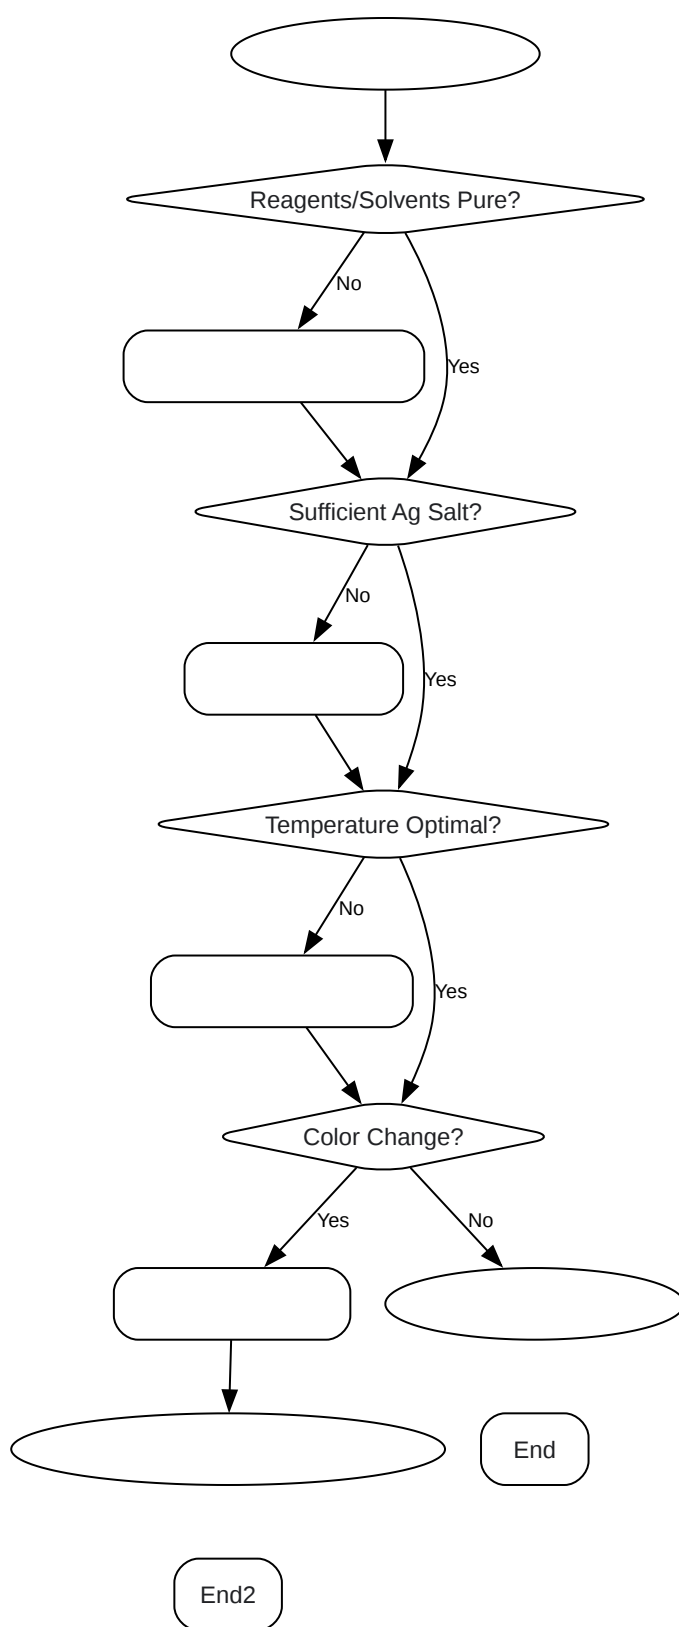 Reagents/Solvents Pure?
No
Yes
Sufficient Ag Salt?
No
Yes
Temperature Optimal?
No
Yes
Color Change?
Yes
No
End
End2